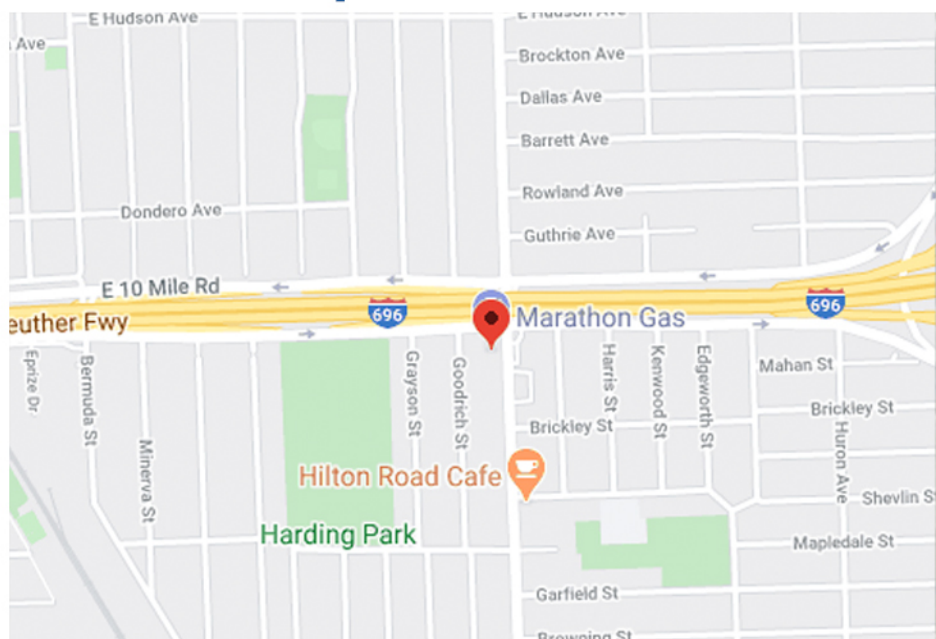 E Hudson Ave
E Hudson Ave
Ave
Brockton Ave
Dallas Ave
Barrett Ave
Rowland Ave
Dondero Ave
Guthrie Ave
E 10 Mile Rd
696
696
euther Fwy
Marathon Gas
Eprize Dr
Bermuda St
Minerva St
Grayson St
Goodrich St
Harris St
Kenwood St
Edgeworth St
Mahan St
Brickley St
Brickley St
Huron Ave
Hilton Road Cafe
Shevlin S
Harding Park
Mapledale St
Garfield St
Browning St